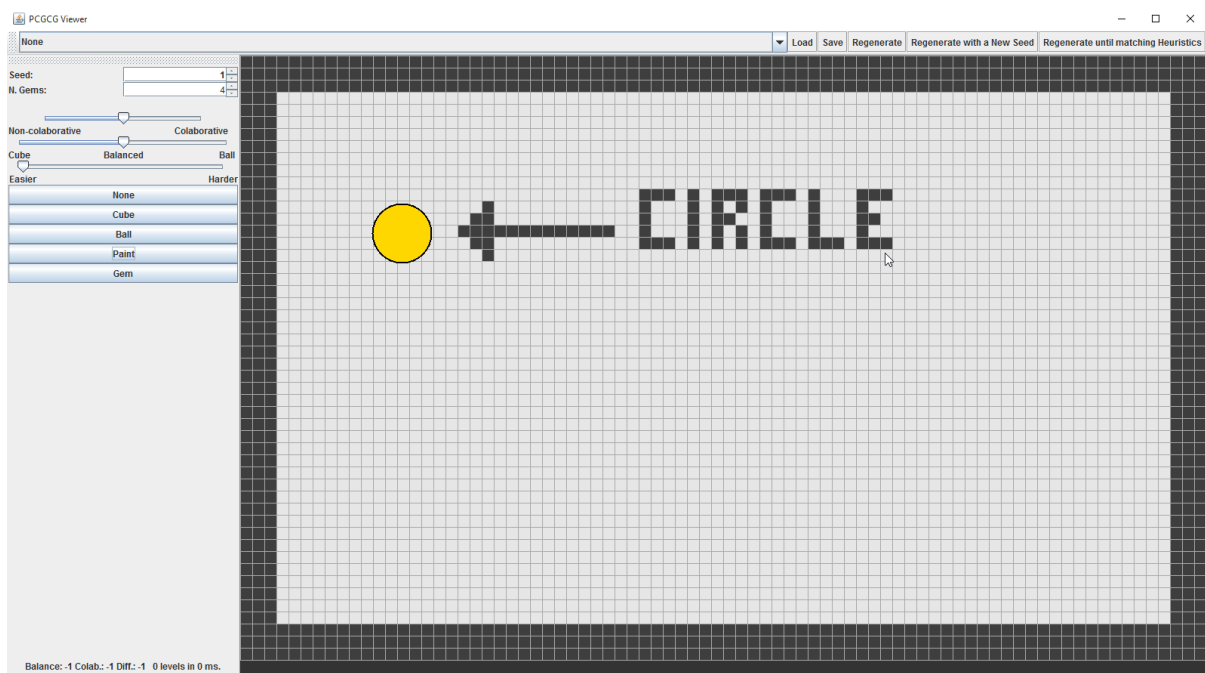 PCGCG Viewer
None Load Save Regenerate Regenerate with a New Seed Regenerate until matching Heuristics
Seed: 1
N. Gems: 4
Non-colaborative Colaborative
Cube Balanced Ball
Easier Harder
None
Cube
Ball
Paint
Gem
CIRCLE
Balance: -1 Colab.: -1 Diff.: -1 0 levels in 0 ms.